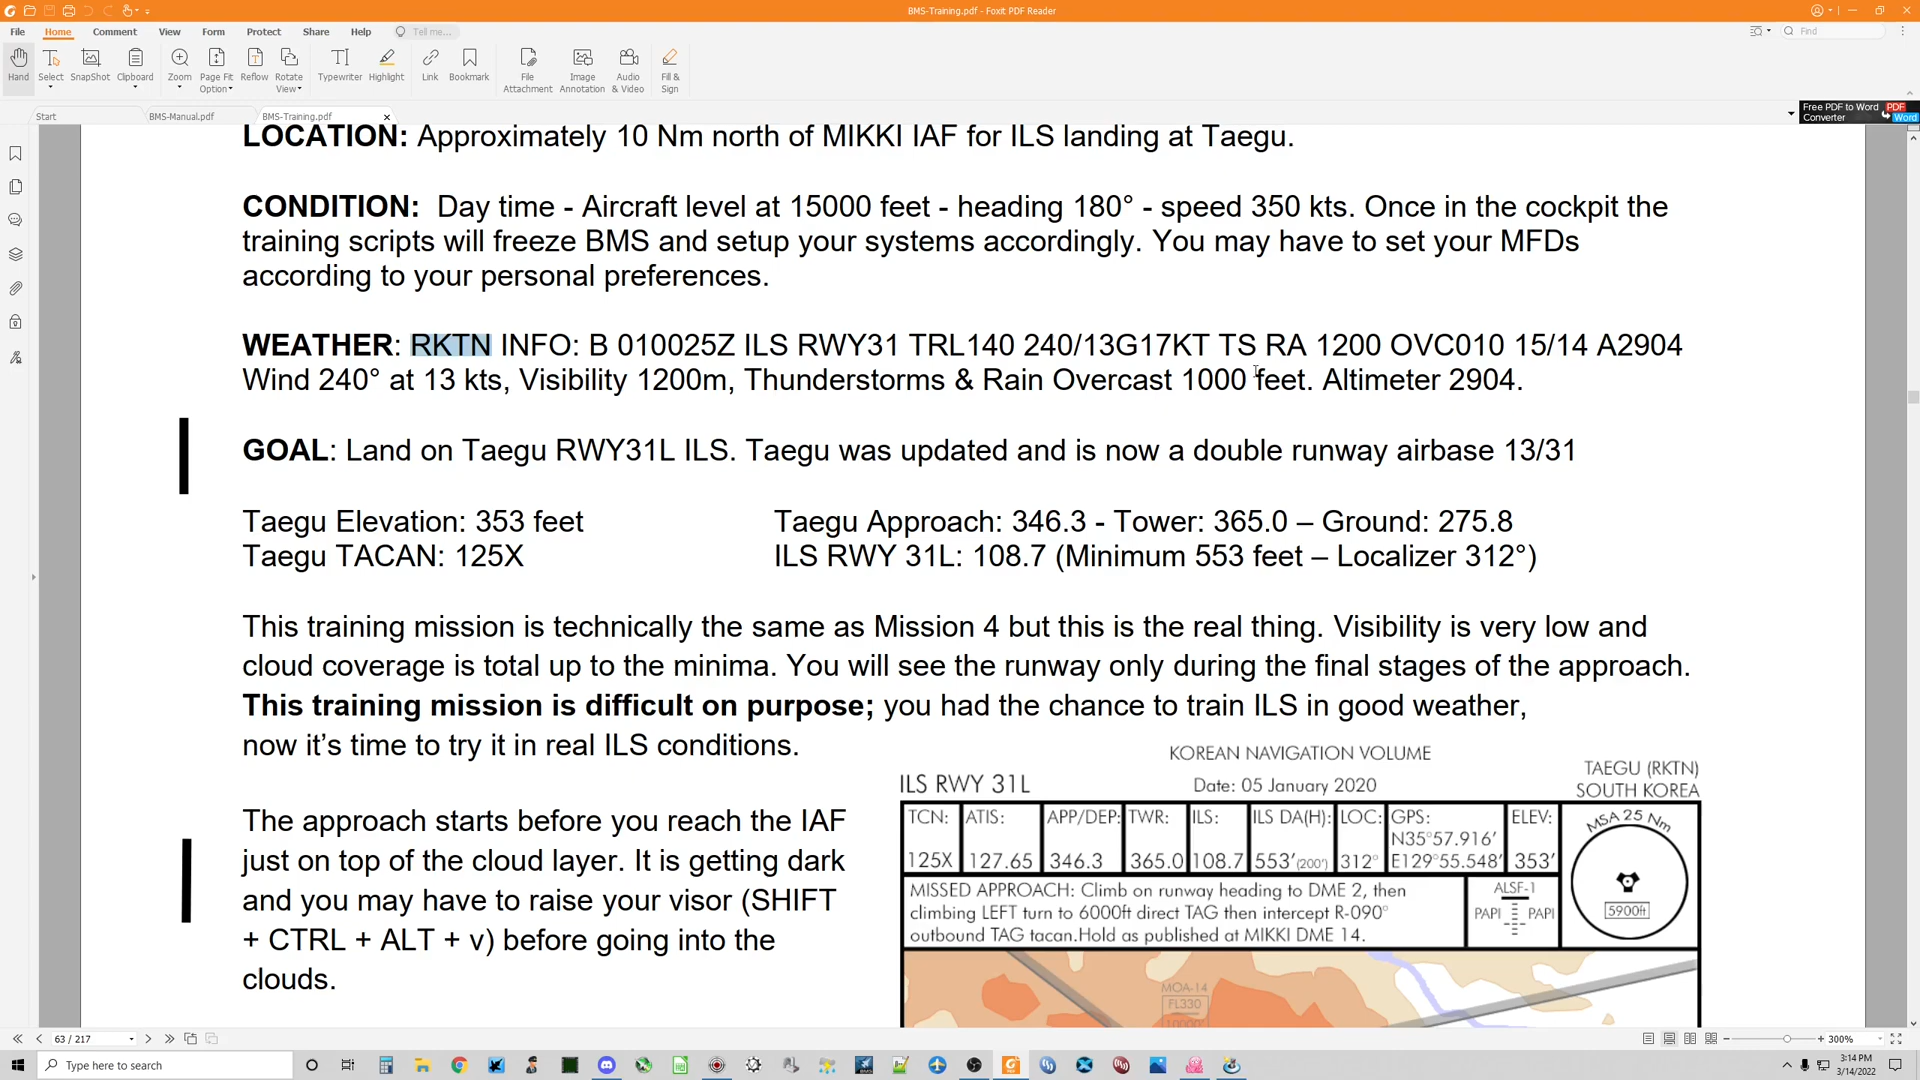 BMS-Training.pdf - Foxit PDF Reader
File Home Comment View Form Protect Share Help Tell me... Find
Hand Select SnapShot Clipboard Zoom Page Fit Option Reflow Rotate View Typewriter Highlight Link Bookmark File Attachment Image Annotation Audio & Video Fill & Sign
Start BMS-Manual.pdf BMS-Training.pdf
Free PDF to Word Converter PDF Word
LOCATION: Approximately 10 Nm north of MIKKI IAF for ILS landing at Taegu.
CONDITION: Day time - Aircraft level at 15000 feet - heading 180° - speed 350 kts. Once in the cockpit the
training scripts will freeze BMS and setup your systems accordingly. You may have to set your MFDs
according to your personal preferences.
WEATHER: RKTN INFO: B 010025Z ILS RWY31 TRL140 240/13G17KT TS RA 1200 OVC010 15/14 A2904
Wind 240° at 13 kts, Visibility 1200m, Thunderstorms & Rain Overcast 1000 feet. Altimeter 2904.
GOAL: Land on Taegu RWY31L ILS. Taegu was updated and is now a double runway airbase 13/31
Taegu Elevation: 353 feet Taegu Approach: 346.3 - Tower: 365.0 – Ground: 275.8
Taegu TACAN: 125X ILS RWY 31L: 108.7 (Minimum 553 feet – Localizer 312°)
This training mission is technically the same as Mission 4 but this is the real thing. Visibility is very low and
cloud coverage is total up to the minima. You will see the runway only during the final stages of the approach.
This training mission is difficult on purpose; you had the chance to train ILS in good weather,
now it's time to try it in real ILS conditions.
The approach starts before you reach the IAF
just on top of the cloud layer. It is getting dark
and you may have to raise your visor (SHIFT
+ CTRL + ALT + v) before going into the
clouds.
KOREAN NAVIGATION VOLUME
ILS RWY 31L Date: 05 January 2020 TAEGU (RKTN)
SOUTH KOREA
TCN: ATIS: APP/DEP: TWR: ILS: ILS DA(H): LOC: GPS: ELEV:
125X 127.65 346.3 365.0 108.7 553'(200') 312° N35°57.916' E129°55.548' 353'
MSA 25 Nm
5900ft
MISSED APPROACH: Climb on runway heading to DME 2, then
climbing LEFT turn to 6000ft direct TAG then intercept R-090°
outbound TAG tacan.Hold as published at MIKKI DME 14.
ALSF-1
PAPI PAPI
MOA-14
FL330
10000'
63 / 217 300%
Type here to search
3:14 PM
3/14/2022